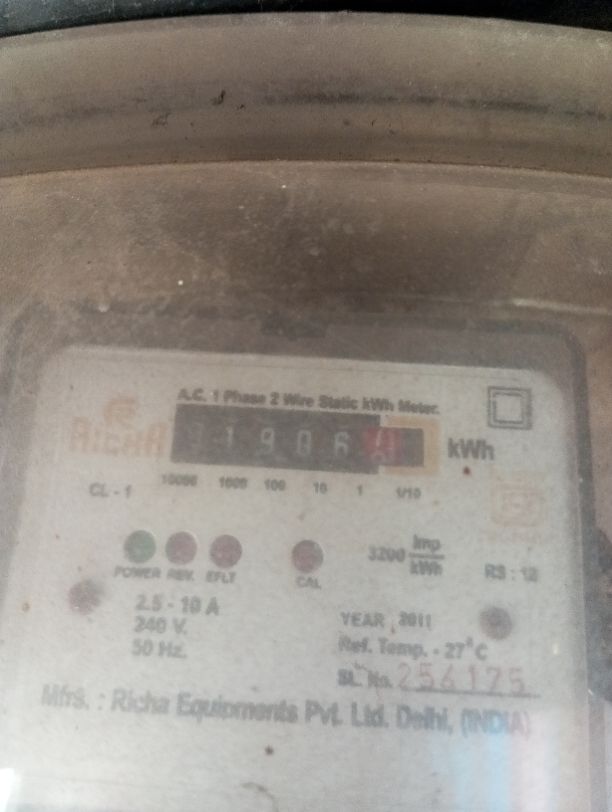 A.C. 1 Phase 2 Wire Static kWh Meter.
RICHA
1906
kWh
CL - 1
10000 1000 100 10 1 1/10
POWER REV. EFLT
CAL
3200 Imp
kWh
RS : 12
2.5 - 10 A
240 V.
50 Hz.
YEAR 2011
Ref. Temp. - 27°C
SL No. 254175
Mfrs. : Richa Equipments Pvt. Ltd. Delhi, (INDIA)